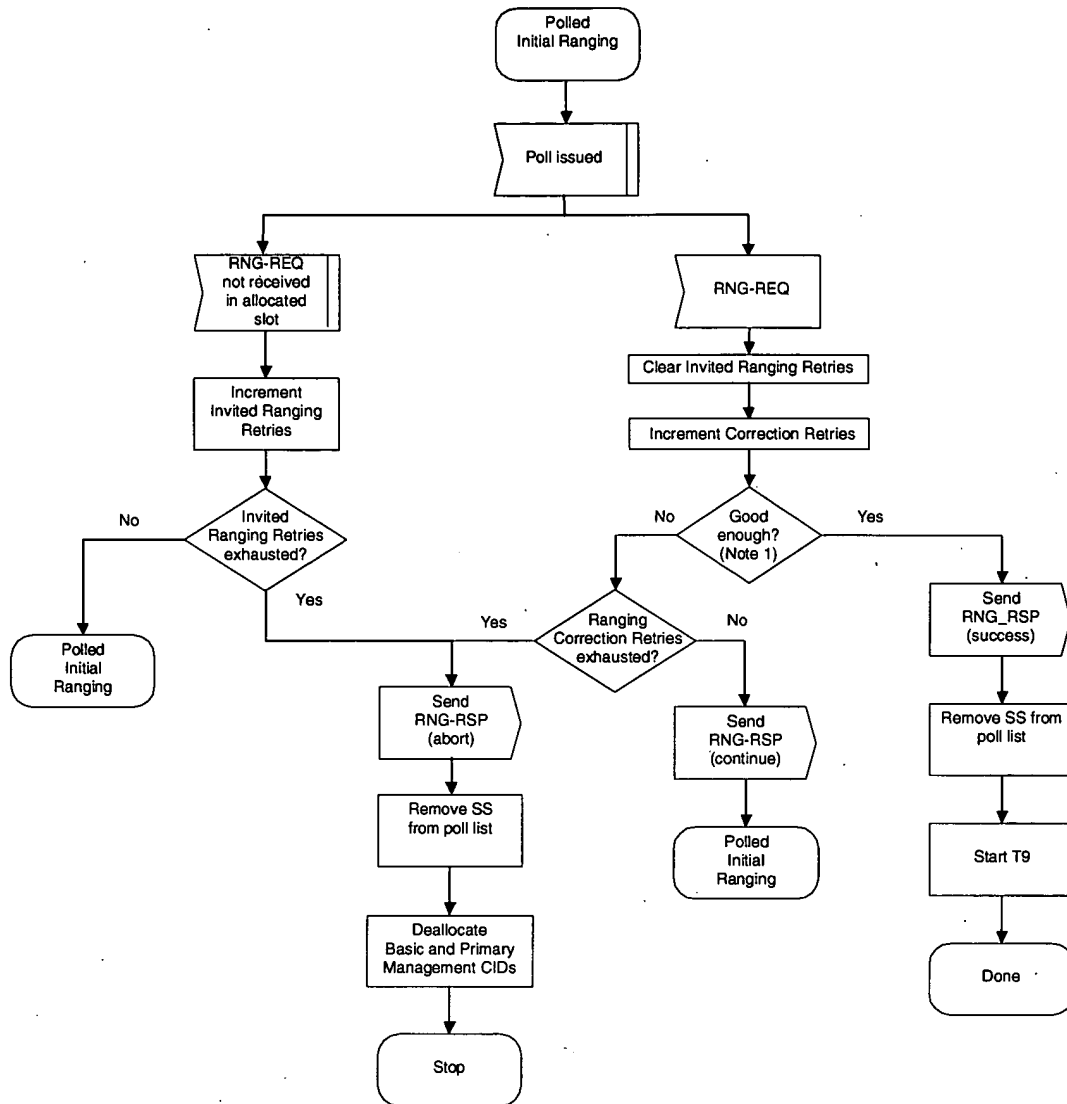 Polled
Initial Ranging
Poll issued
RNG-REQ
not received
in allocated
slot
RNG-REQ
Increment
Invited Ranging
Retries
Clear Invited Ranging Retries
Increment Correction Retries
No
Invited
Ranging Retries
exhausted?
Yes
No
Good
enough?
(Note 1)
Yes
Polled
Initial
Ranging
Yes
Ranging
Correction Retries
exhausted?
No
Send
RNG_RSP
(success)
Send
RNG-RSP
(abort)
Send
RNG-RSP
(continue)
Remove SS from
poll list
Remove SS
from poll list
Polled
Initial
Ranging
Start T9
Deallocate
Basic and Primary
Management CIDs
Done
Stop